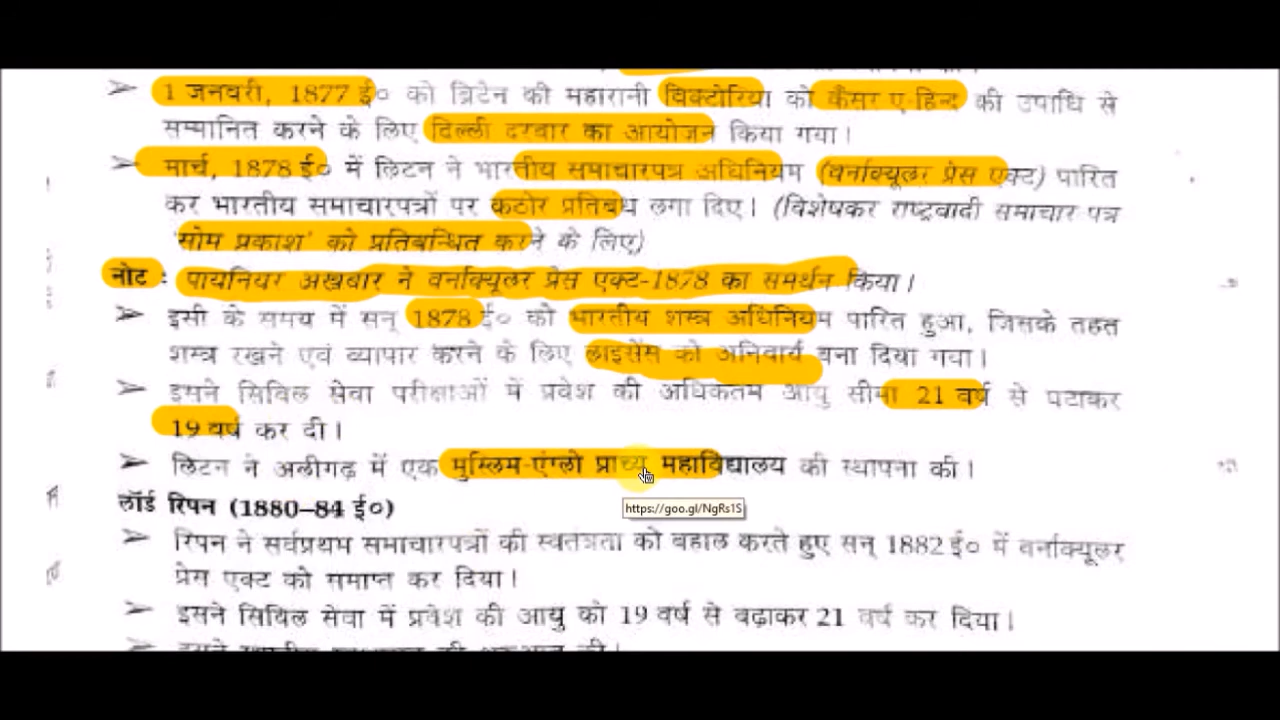 ➢ 1 जनवरी, 1877 ई० को ब्रिटेन की महारानी विक्टोरिया को कैंसर ए-हिन्द की उपाधि से
सम्मानित करने के लिए दिल्ली दरबार का आयोजन किया गया।
➢ मार्च, 1878 ई० में लिटन ने भारतीय समाचारपत्र अधिनियम (वर्नाक्यूलर प्रेस एक्ट) पारित
कर भारतीय समाचारपत्रों पर कठोर प्रतिबंध लगा दिए। (विशेषकर राष्ट्रवादी समाचार पत्र
'सोम प्रकाश' को प्रतिबन्धित करने के लिए)
नोट : पायनियर अखबार ने वर्नाक्यूलर प्रेस एक्ट-1878 का समर्थन किया।
➢ इसी के समय में सन् 1878 ई० को भारतीय शस्त्र अधिनियम पारित हुआ, जिसके तहत
शस्त्र रखने एवं व्यापार करने के लिए लाइसेंस को अनिवार्य बना दिया गया।
➢ इसने सिविल सेवा परीक्षाओं में प्रवेश की अधिकतम आयु सीमा 21 वर्ष से घटाकर
19 वर्ष कर दी।
➢ लिटन ने अलीगढ़ में एक मुस्लिम-एंग्लो प्राच्य महाविद्यालय की स्थापना की।
https://goo.gl/NgRs1S
लॉर्ड रिपन (1880–84 ई०)
➢ रिपन ने सर्वप्रथम समाचारपत्रों की स्वतंत्रता को बहाल करते हुए सन् 1882 ई० में वर्नाक्यूलर
प्रेस एक्ट को समाप्त कर दिया।
➢ इसने सिविल सेवा में प्रवेश की आयु को 19 वर्ष से बढ़ाकर 21 वर्ष कर दिया।